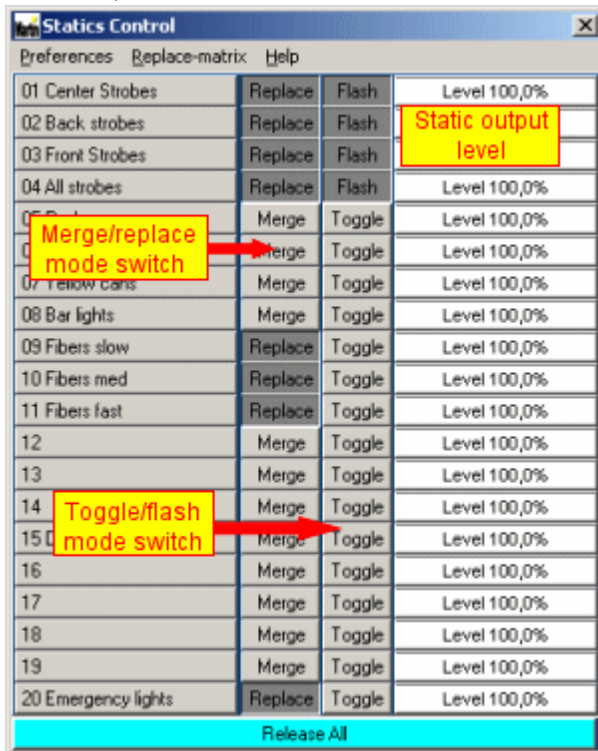 Martin Statics Control
Preferences Replace-matrix Help
01 Center Strobes Replace Flash Level 100,0%
02 Back strobes Replace Flash
Static output
level
03 Front Strobes Replace Flash
04 All strobes Replace Flash Level 100,0%
Merge Toggle Level 100,0%
Merge/replace
mode switch
Merge Toggle Level 100,0%
07 Yellow cans Merge Toggle Level 100,0%
08 Bar lights Merge Toggle Level 100,0%
09 Fibers slow Replace Toggle Level 100,0%
10 Fibers med Replace Toggle Level 100,0%
11 Fibers fast Replace Toggle Level 100,0%
12 Merge Toggle Level 100,0%
13 Merge Toggle Level 100,0%
14 Merge Toggle Level 100,0%
Toggle/flash
mode switch
15 Merge Toggle Level 100,0%
16 Merge Toggle Level 100,0%
17 Merge Toggle Level 100,0%
18 Merge Toggle Level 100,0%
19 Merge Toggle Level 100,0%
20 Emergency lights Replace Toggle Level 100,0%
Release All